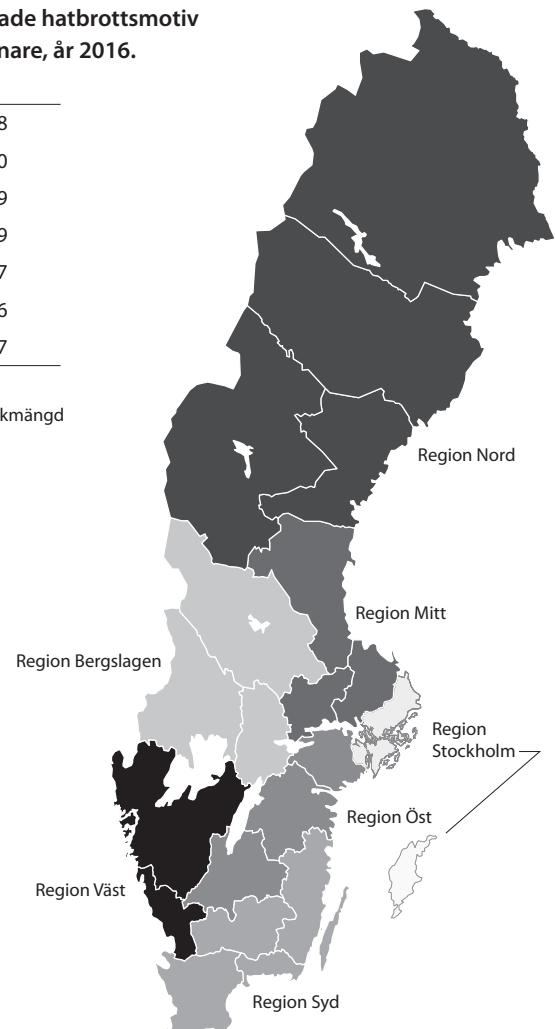 ade hatbrottsmotiv
nare, år 2016.
8
0
9
9
7
6
7
kmängd
Region Nord
Region Mitt
Region Bergslagen
Region
Stockholm
Region Öst
Region Väst
Region Syd